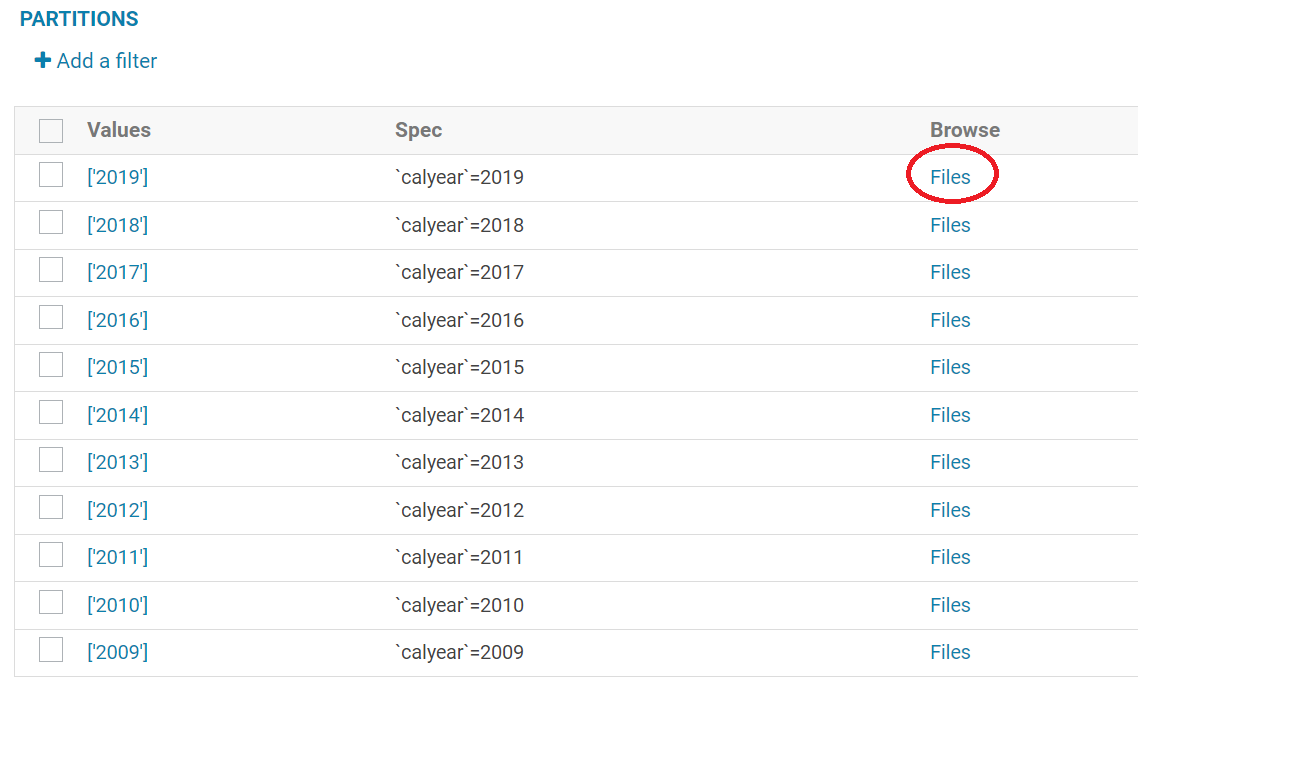 PARTITIONS
Add a filter
Values Spec Browse
['2019'] `calyear`=2019 Files
['2018'] `calyear`=2018 Files
['2017'] `calyear`=2017 Files
['2016'] `calyear`=2016 Files
['2015'] `calyear`=2015 Files
['2014'] `calyear`=2014 Files
['2013'] `calyear`=2013 Files
['2012'] `calyear`=2012 Files
['2011'] `calyear`=2011 Files
['2010'] `calyear`=2010 Files
['2009'] `calyear`=2009 Files